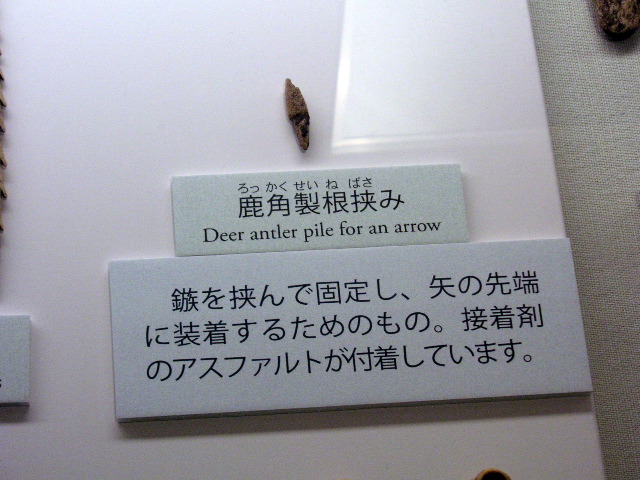 ろっかくせいねばさ
鹿角製根挟み
Deer antler pile for an arrow
鏃を挟んで固定し、矢の先端
に装着するためのもの。接着剤
のアスファルトが付着しています。
s